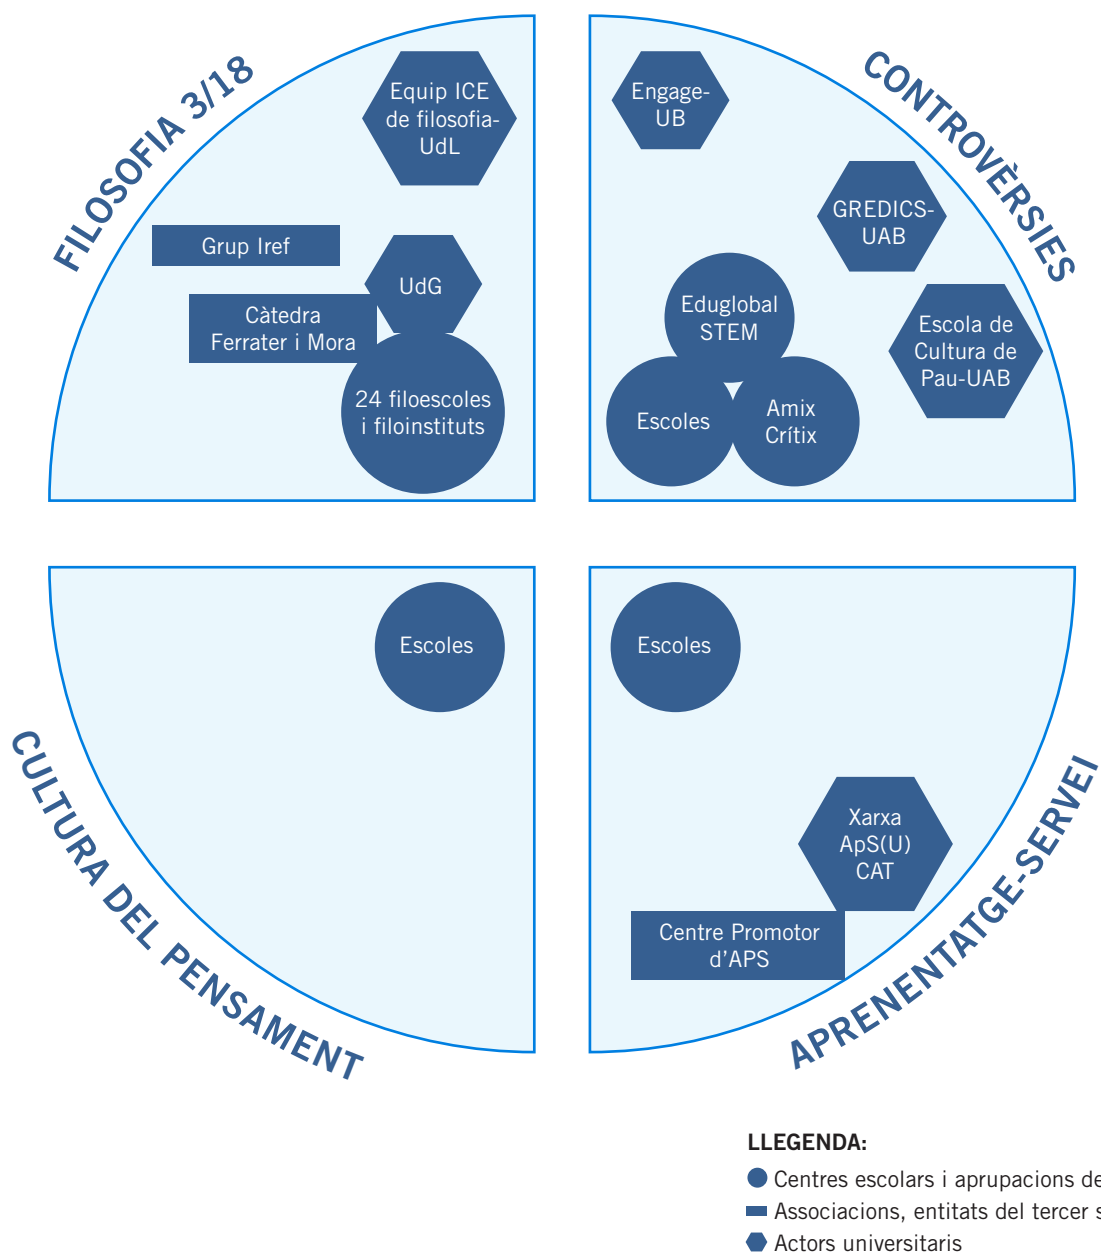 FILOSOFIA 3/18
Equip ICE
de filosofia-
UdL
Grup Iref
UdG
Càtedra
Ferrater i Mora
24 filoescoles
i filoinstituts
CONTROVÈRSIES
Engage-
UB
GREDICS-
UAB
Eduglobal
STEM
Escola de
Cultura de
Pau-UAB
Escoles
Amix
Crítix
CULTURA DEL PENSAMENT
Escoles
APRENENTATGE-SERVEI
Escoles
Xarxa
ApS(U)
CAT
Centre Promotor
d’APS
LLEGENDA:
Centres escolars i aprupacions de
Associacions, entitats del tercer s
Actors universitaris